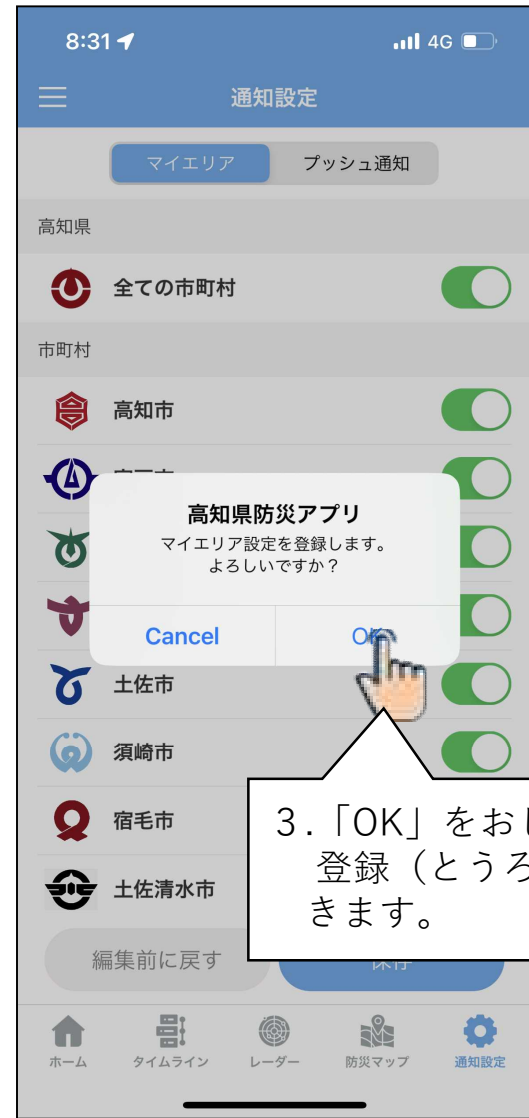 8:31
4G
通知設定
マイエリア
プッシュ通知
高知県
全ての市町村
市町村
高知市
高知県防災アプリ
マイエリア設定を登録します。
よろしいですか？
Cancel
OK
土佐市
須崎市
宿毛市
土佐清水市
3.「OK」をお
登録（とうろ
きます。
編集前に戻す
保存
ホーム
タイムライン
レーダー
防災マップ
通知設定